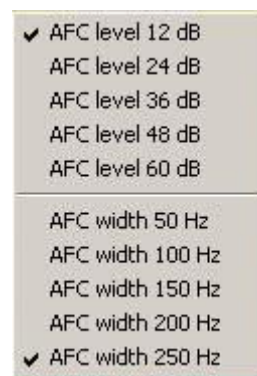 AFC level 12 dB
AFC level 24 dB
AFC level 36 dB
AFC level 48 dB
AFC level 60 dB
AFC width 50 Hz
AFC width 100 Hz
AFC width 150 Hz
AFC width 200 Hz
AFC width 250 Hz